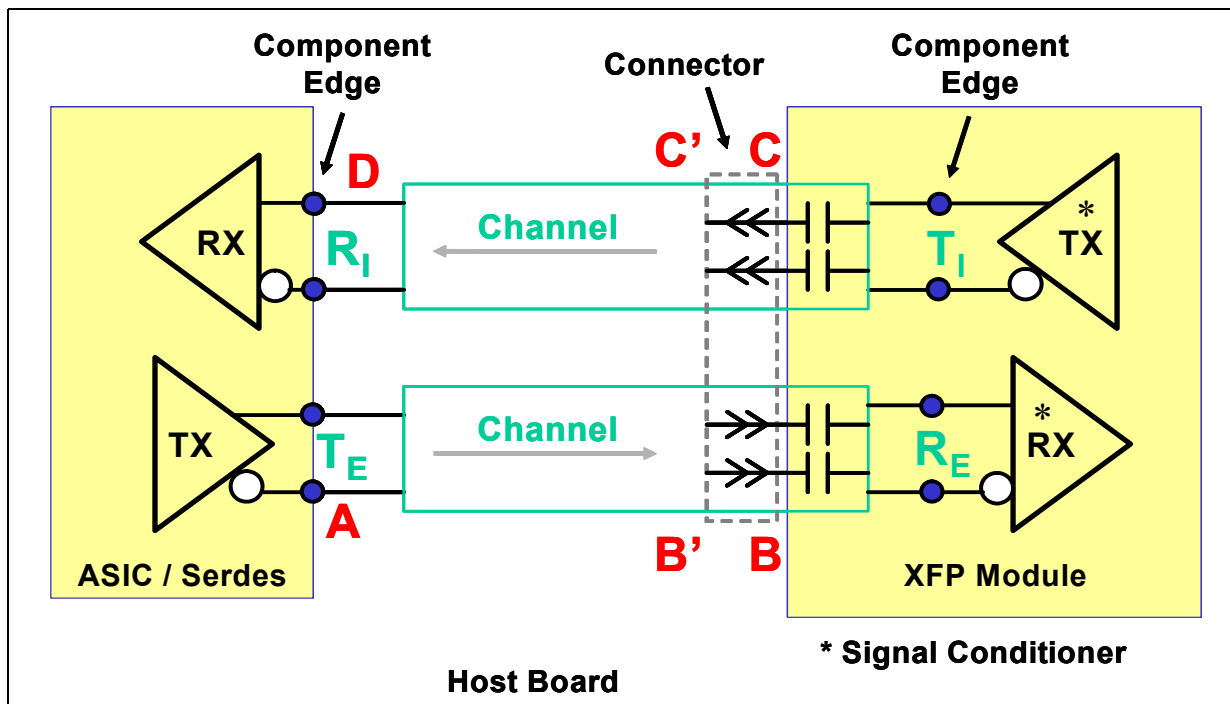 Component
Edge
Connector
Component
Edge
D
C’ C
RX
R_I
Channel
T_I
*
TX
TX
T_E
Channel
R_E
*
RX
A
B’ B
ASIC / Serdes
XFP Module
* Signal Conditioner
Host Board